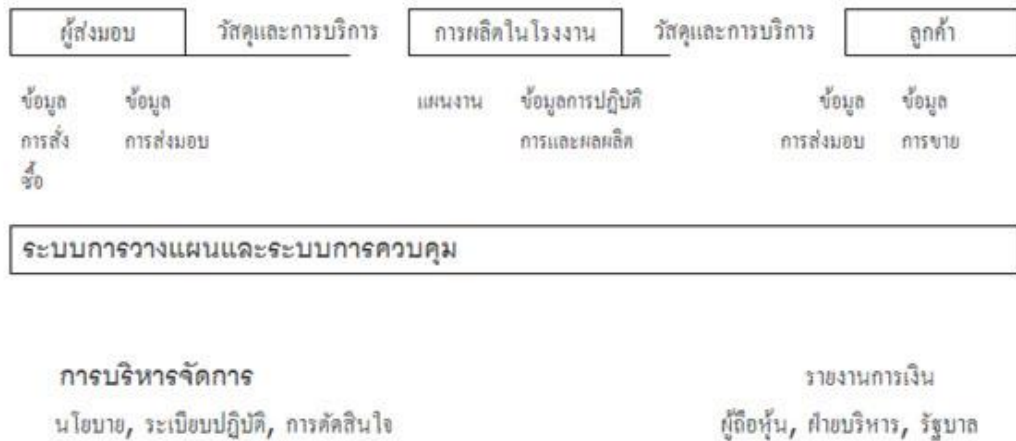 ผู้ส่งมอบ วัสดุและการบริการ การผลิตในโรงงาน วัสดุและการบริการ ลูกค้า
ข้อมูล ข้อมูล แผนงาน ข้อมูลการปฏิบัติ ข้อมูล ข้อมูล
การสั่ง การส่งมอบ การและผลผลิต การส่งมอบ การขาย
ซื้อ
ระบบการวางแผนและระบบการควบคุม
การบริหารจัดการ รายงานการเงิน
นโยบาย, ระเบียบปฏิบัติ, การตัดสินใจ ผู้ถือหุ้น, ฝ่ายบริหาร, รัฐบาล